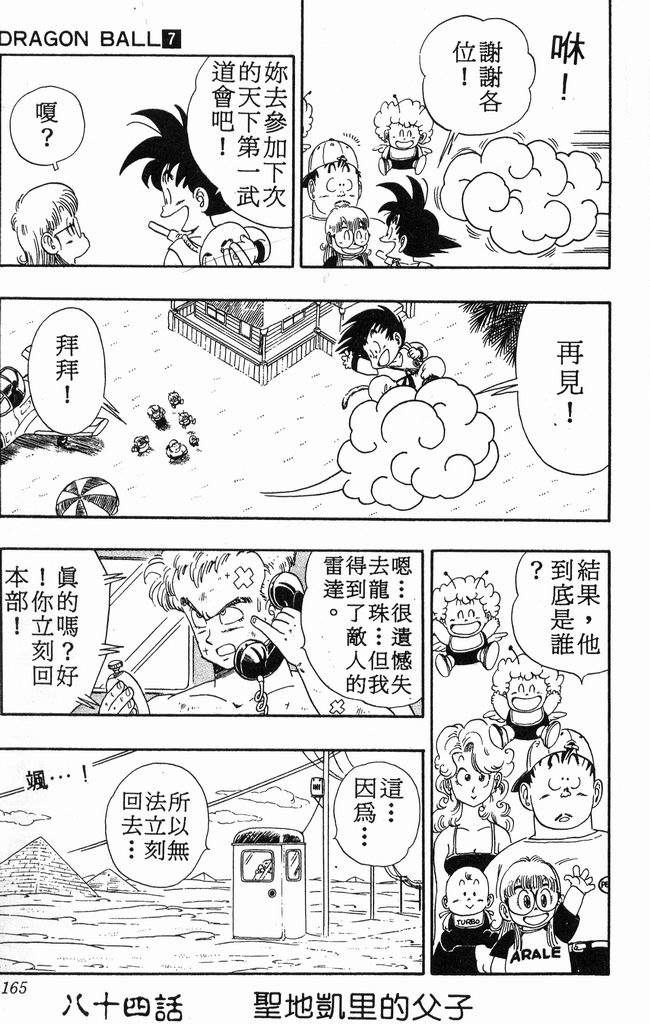 DRAGON BALL 7
咻！
謝謝各
位！
妳去參加下次
的天下第一武
道會吧！
嗄？
再見！
拜拜！
結果，他
到底是誰
？
嗯…很遺憾失
去龍珠…但我
得到了敵人的
雷達。
真的嗎？好
！你立刻回
本部！
TURBO
ARALE
PE
這…
因爲…
所以無
法立刻
回去…
颯…！
165
八十四話 聖地凱里的父子